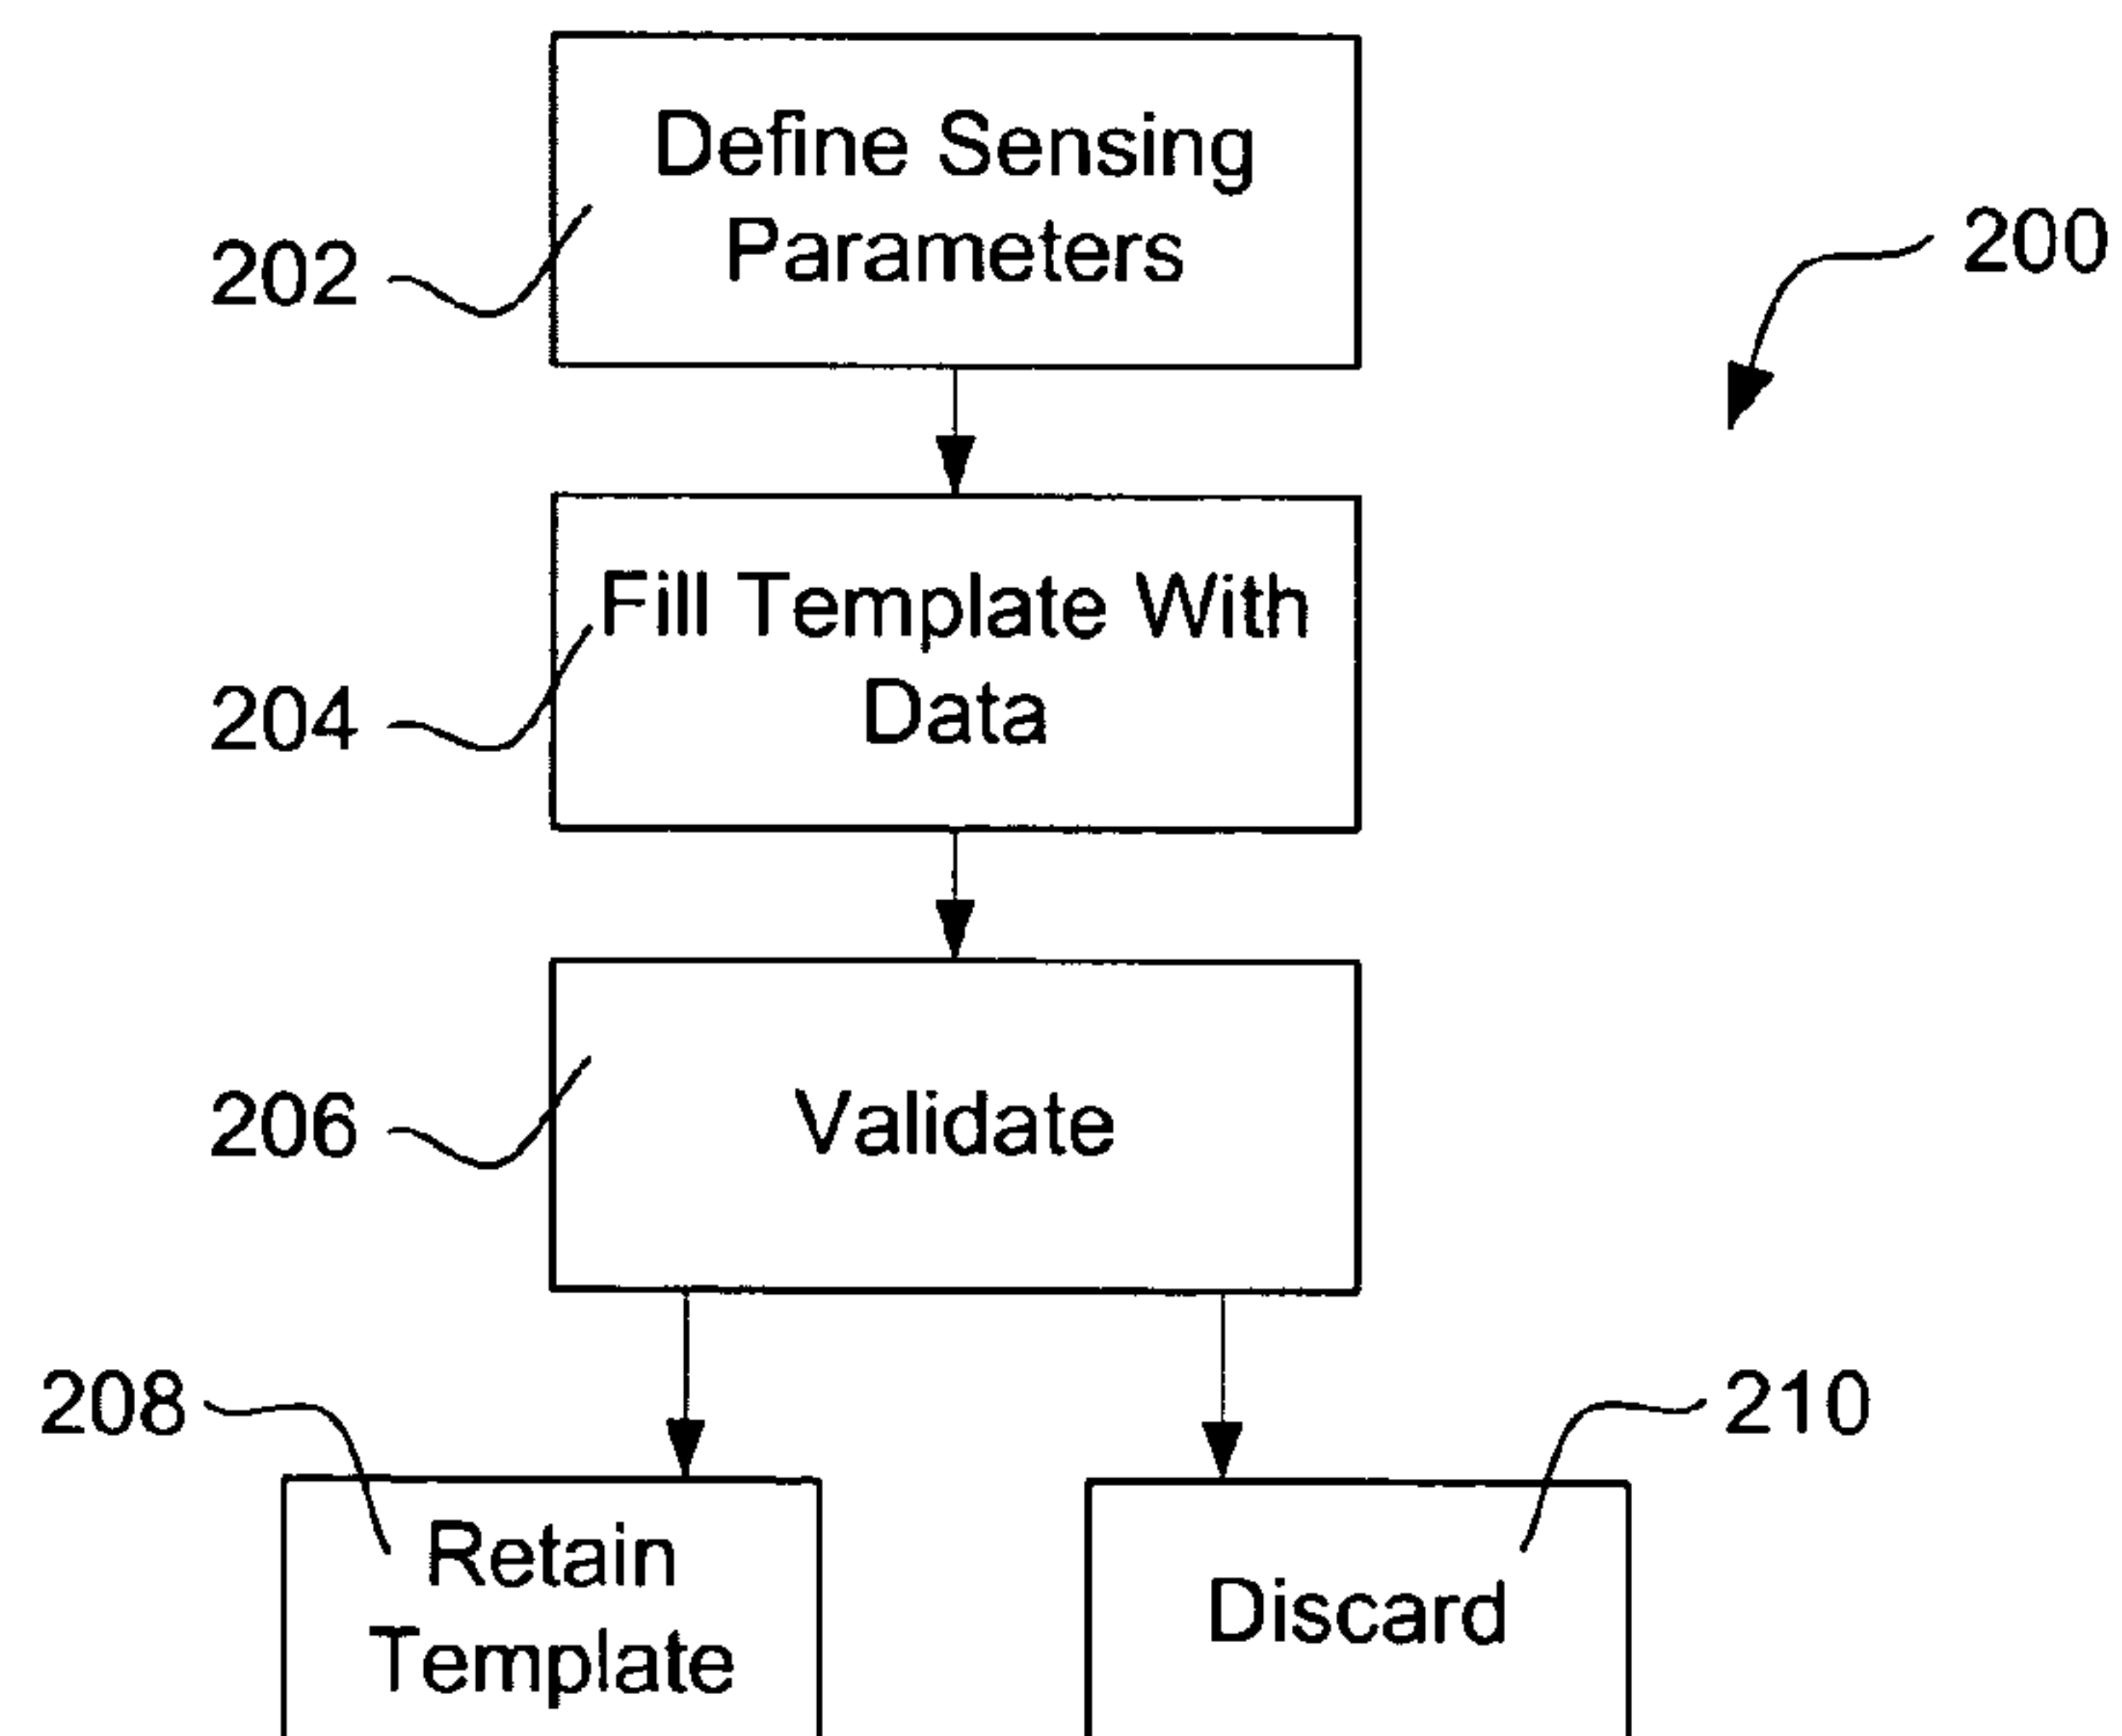 Define Sensing
Parameters
202
200
Fill Template With
Data
204
Validate
206
208
210
Retain
Template
Discard